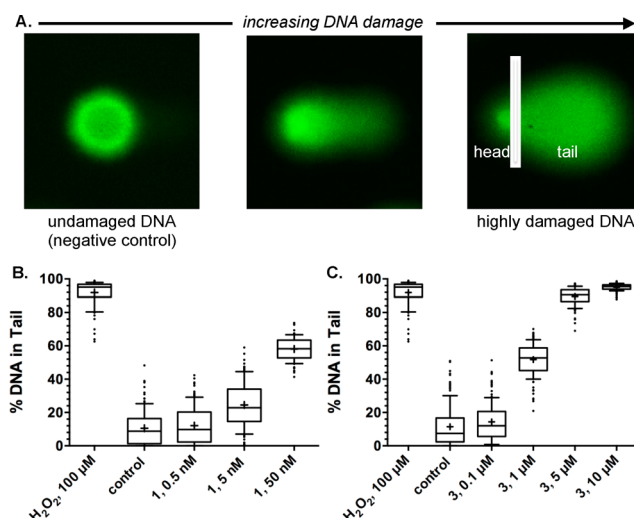 A.
increasing DNA damage
head
tail
undamaged DNA
(negative control)
highly damaged DNA
B.
% DNA in Tail
100
80
60
40
20
0
H₂O₂, 100 µM
control
1, 0.5 nM
1, 5 nM
1, 50 nM
C.
% DNA in Tail
100
80
60
40
20
0
H₂O₂, 100 µM
control
3, 0.1 µM
3, 1 µM
3, 5 µM
3, 10 µM